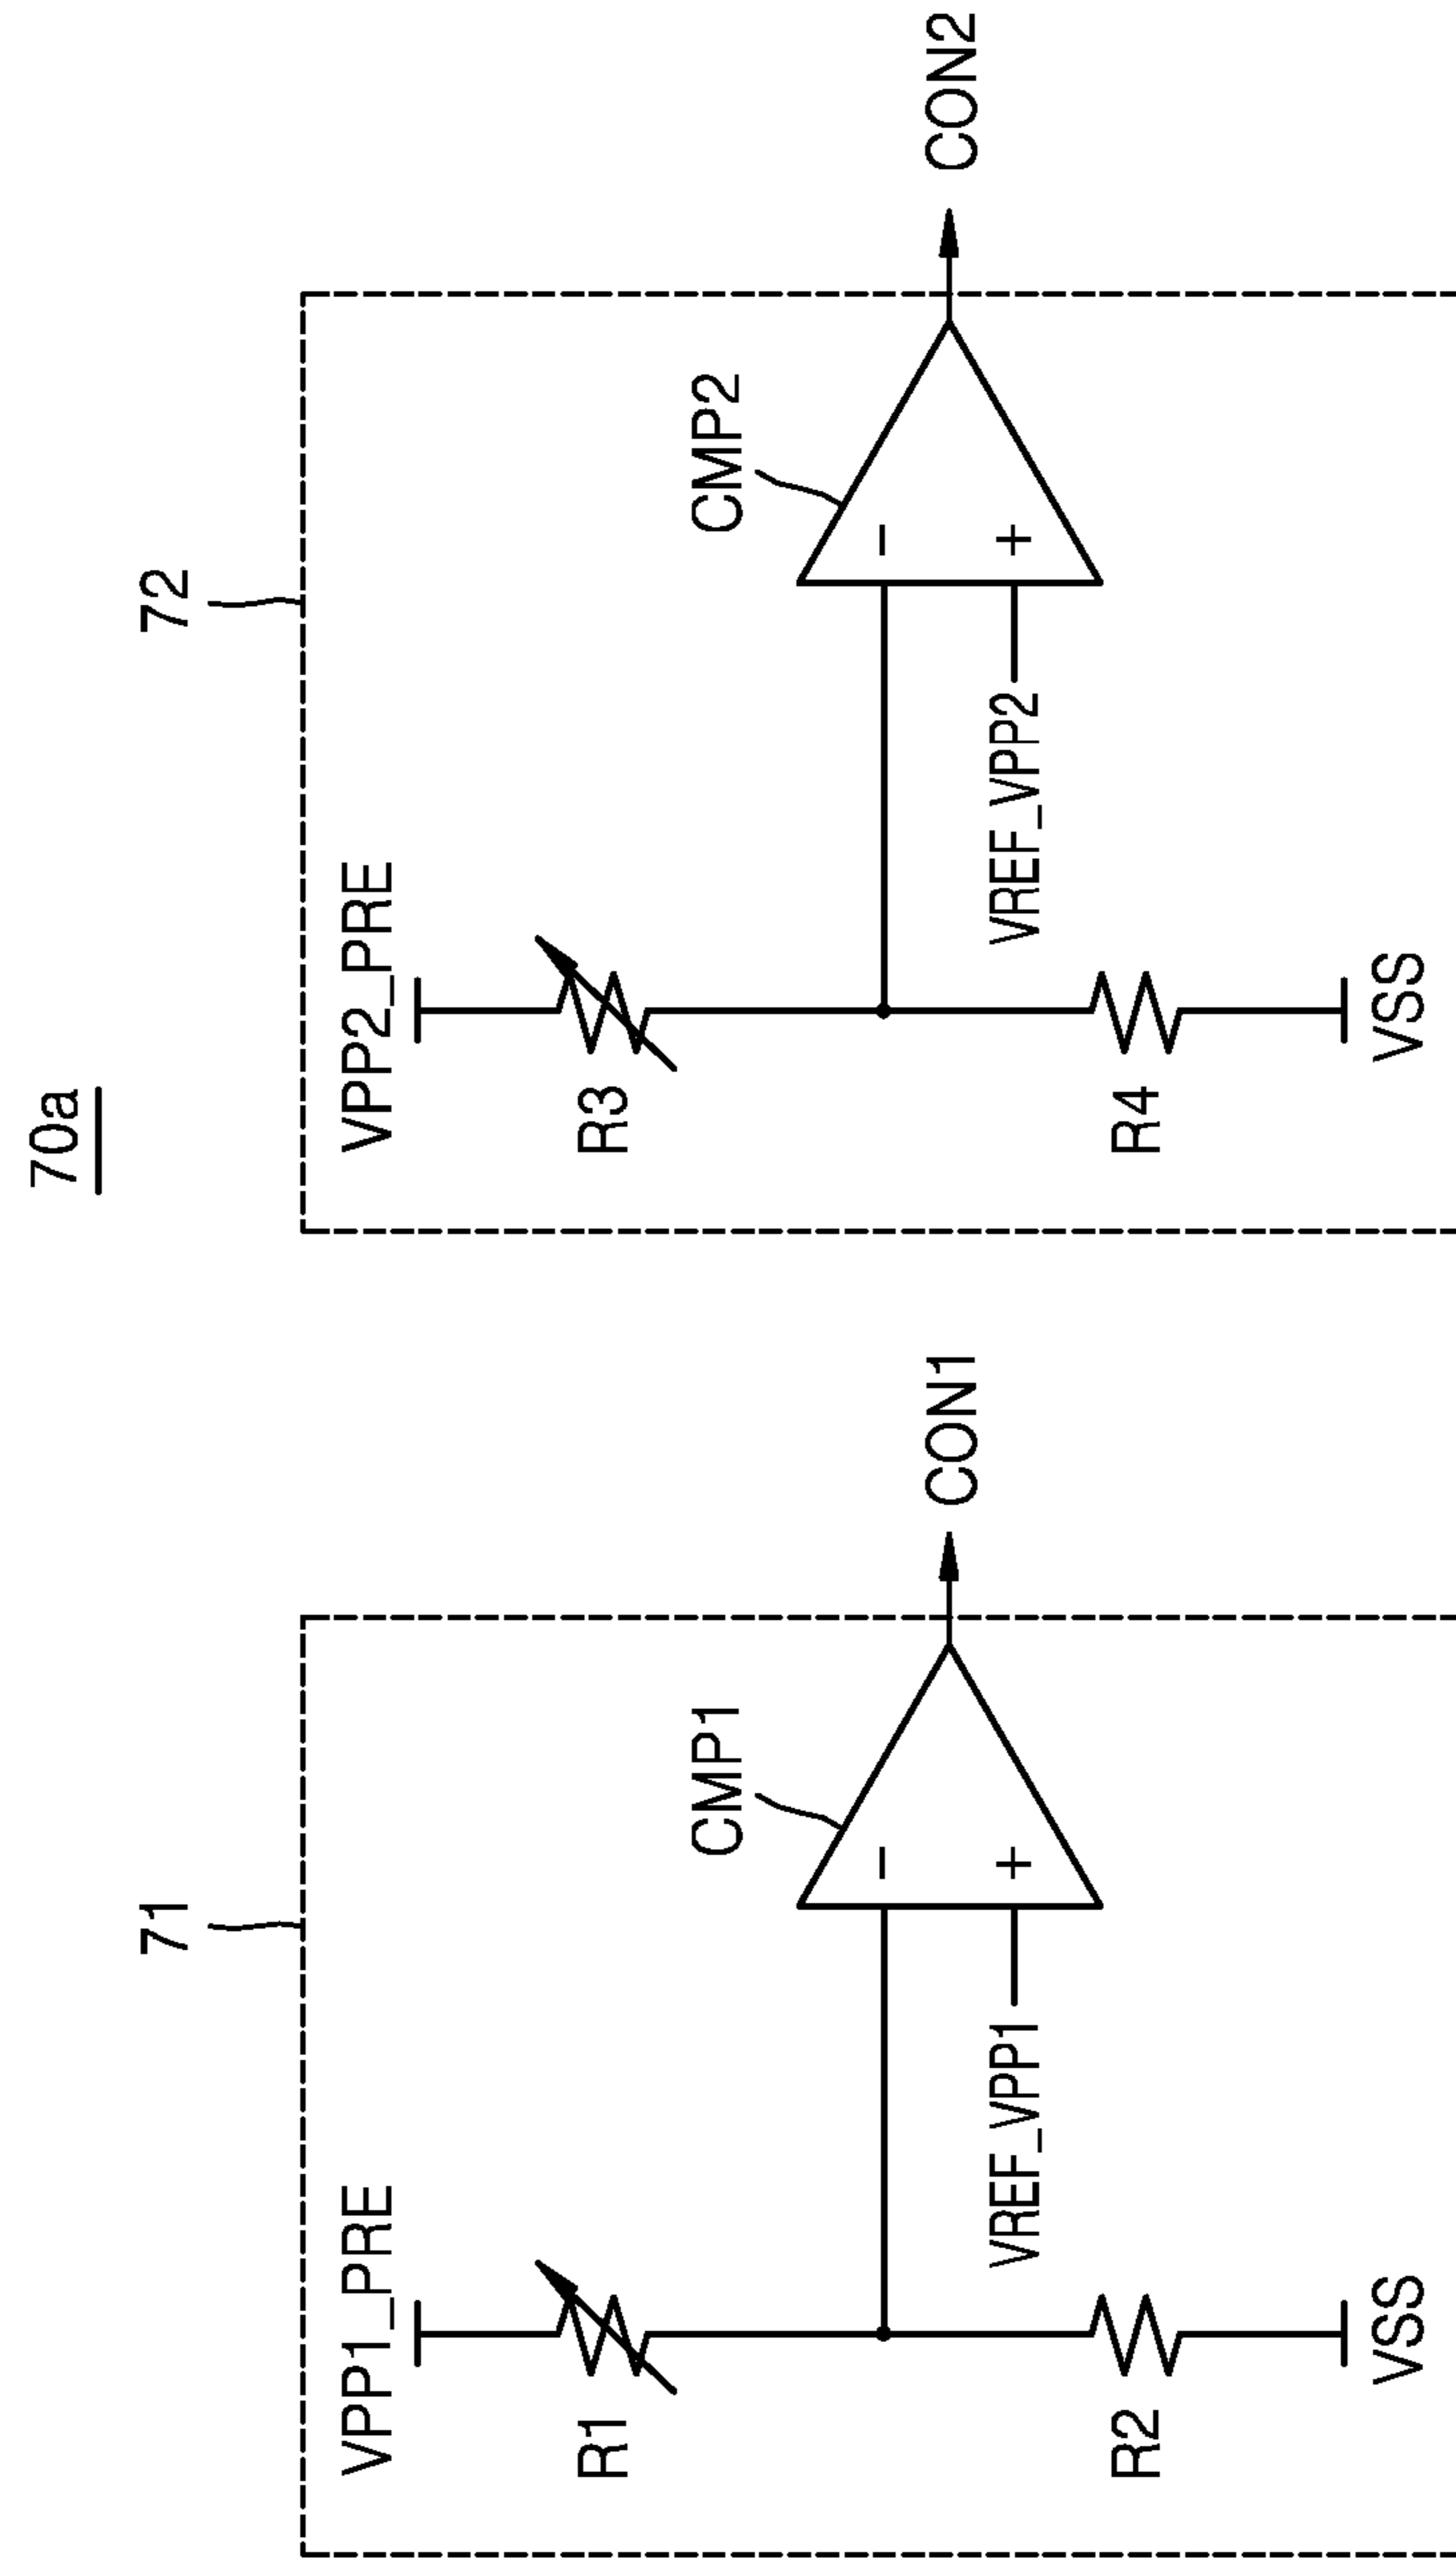 70a
71
VPP1_PRE
R1
CMP1
-
+
VREF_VPP1
CON1
R2
VSS
72
VPP2_PRE
R3
CMP2
-
+
VREF_VPP2
CON2
R4
VSS